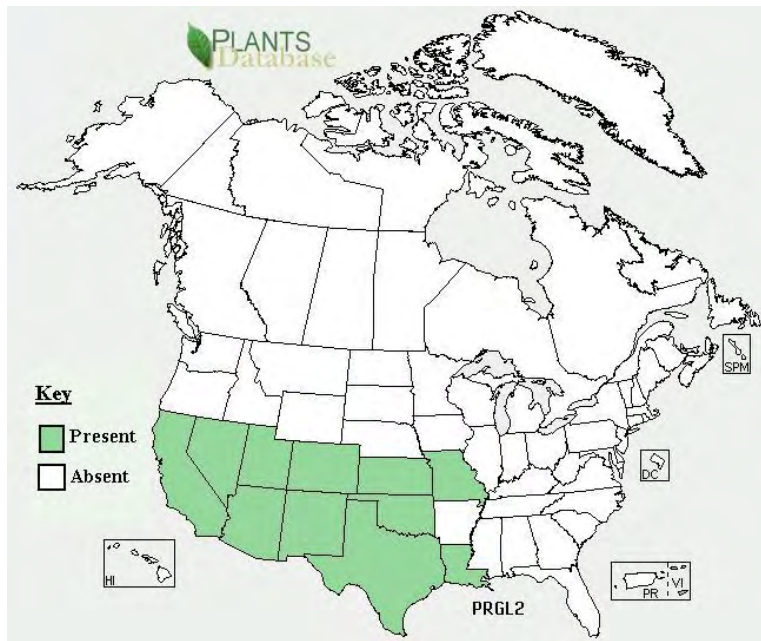 PLANTS
Database
SPM
Key
Present
Absent
DC
HI
PR
VI
PRGL2